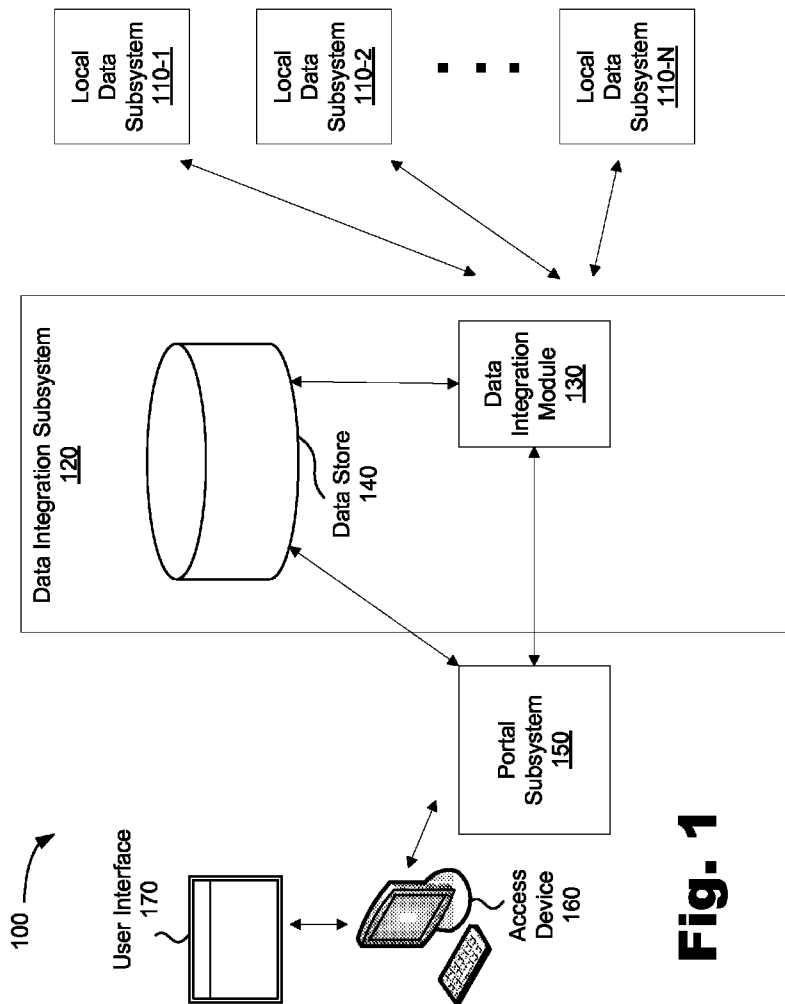 100
User Interface
170
Access
Device
160
Portal
Subsystem
150
Data Integration Subsystem
120
Data Store
140
Data
Integration
Module
130
Local
Data
Subsystem
110-1
Local
Data
Subsystem
110-2
Local
Data
Subsystem
110-N
Fig. 1